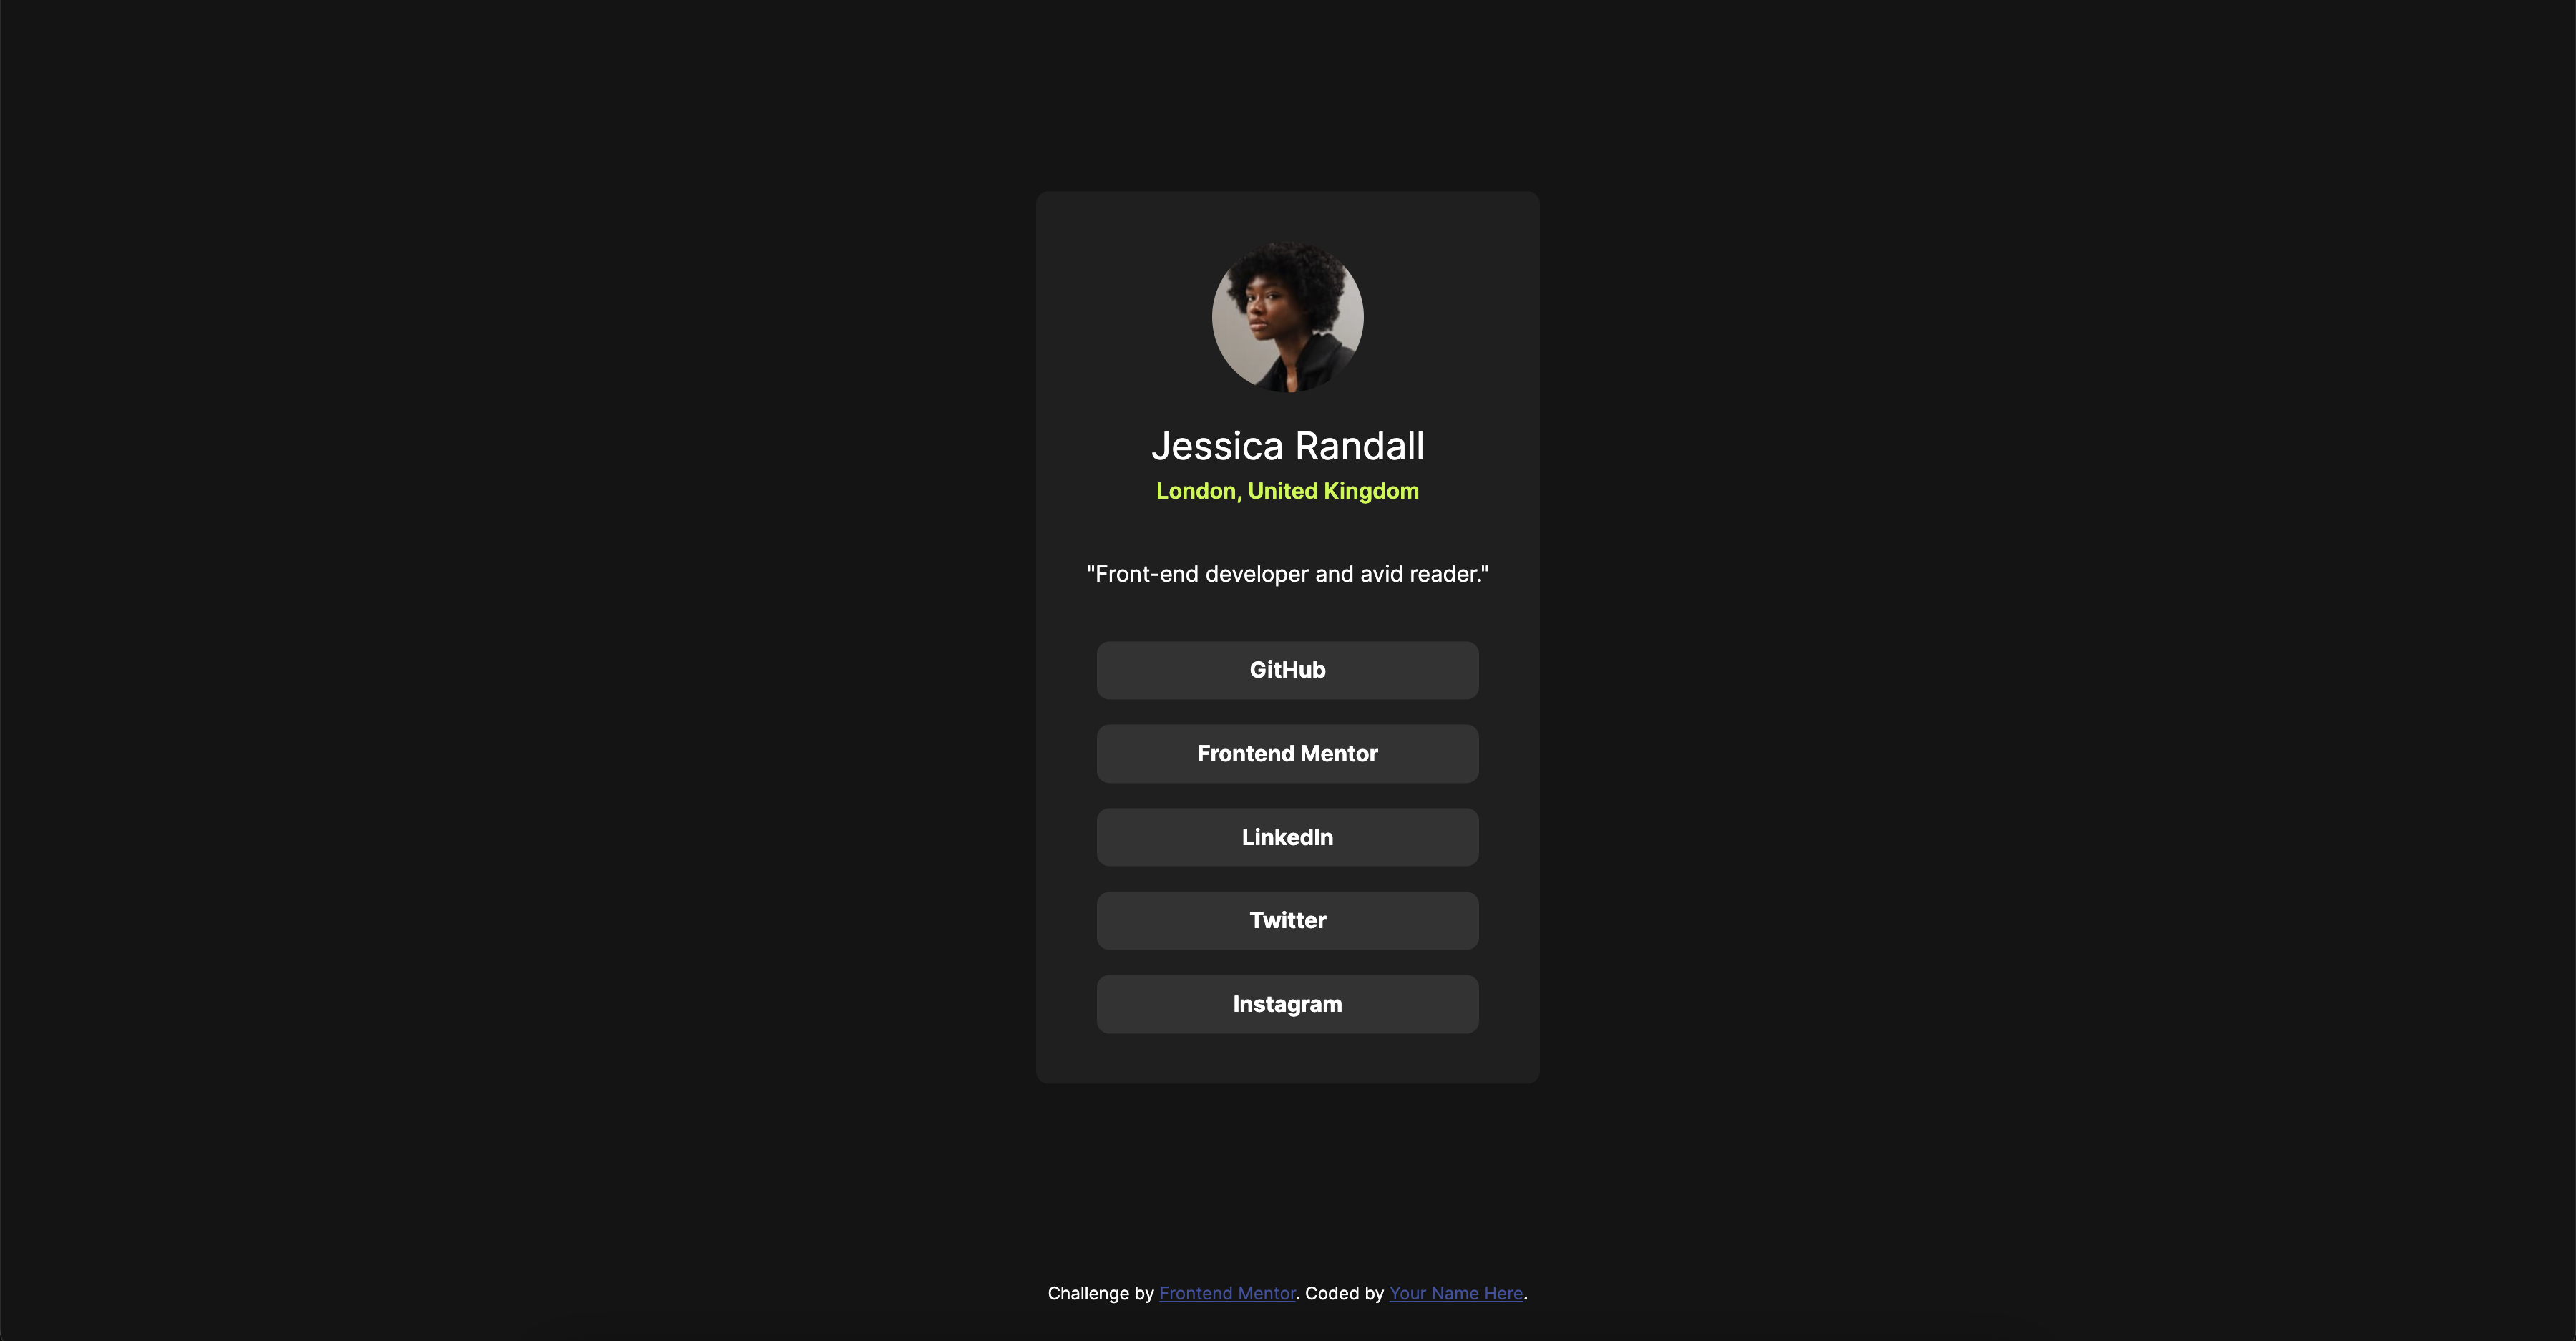 Jessica Randall
London, United Kingdom
"Front-end developer and avid reader."
GitHub
Frontend Mentor
LinkedIn
Twitter
Instagram
Challenge by Frontend Mentor. Coded by Your Name Here.